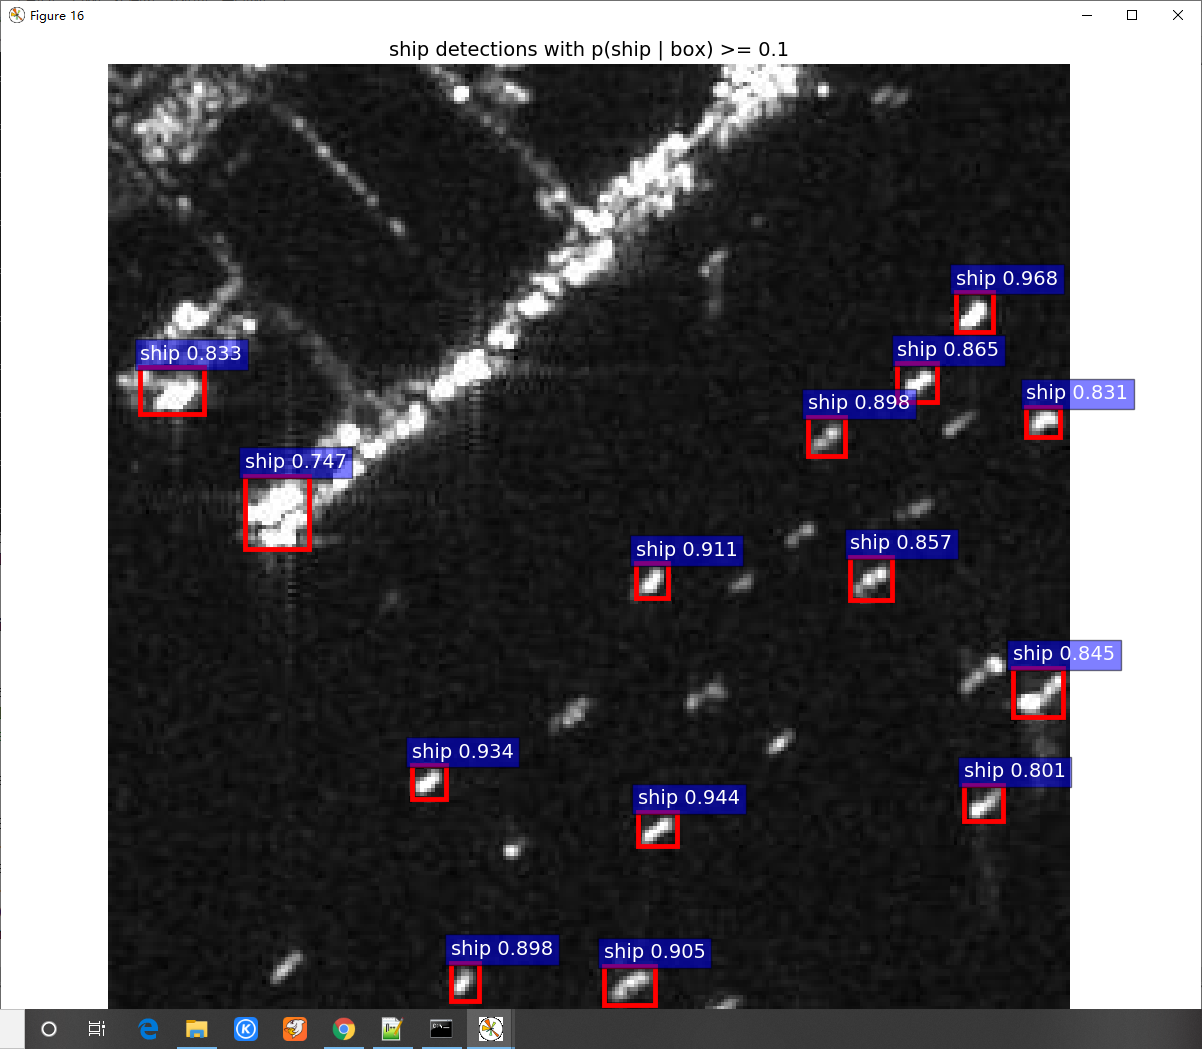 Figure 16
ship detections with p(ship | box) >= 0.1
ship 0.968
ship 0.833
ship 0.865
ship 0.898
ship 0.831
ship 0.747
ship 0.911
ship 0.857
ship 0.845
ship 0.934
ship 0.944
ship 0.801
ship 0.898
ship 0.905